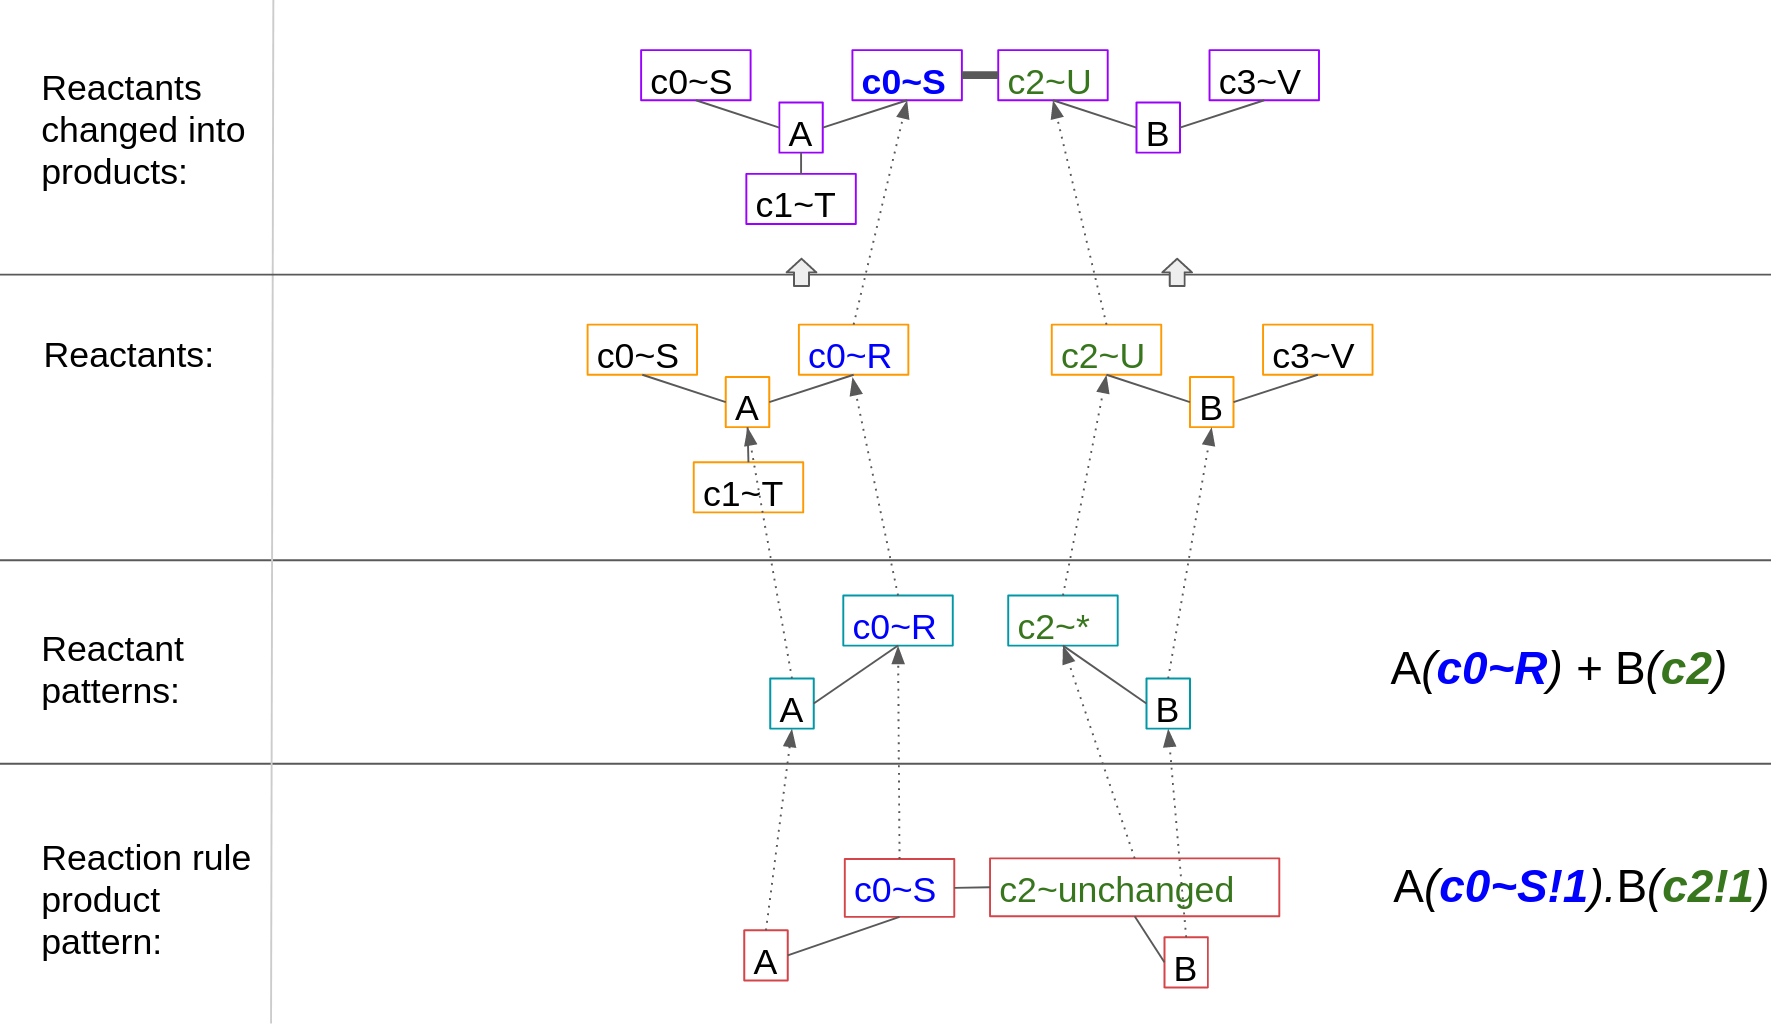 Reactants
changed into
products:
c0~S
c0~S
c2~U
c3~V
A
B
c1~T
Reactants:
c0~S
c0~R
c2~U
c3~V
A
B
c1~T
Reactant
patterns:
c0~R
c2~*
A
B
A(c0~R) + B(c2)
Reaction rule
product
pattern:
c0~S
c2~unchanged
A
B
A(c0~S!1).B(c2!1)